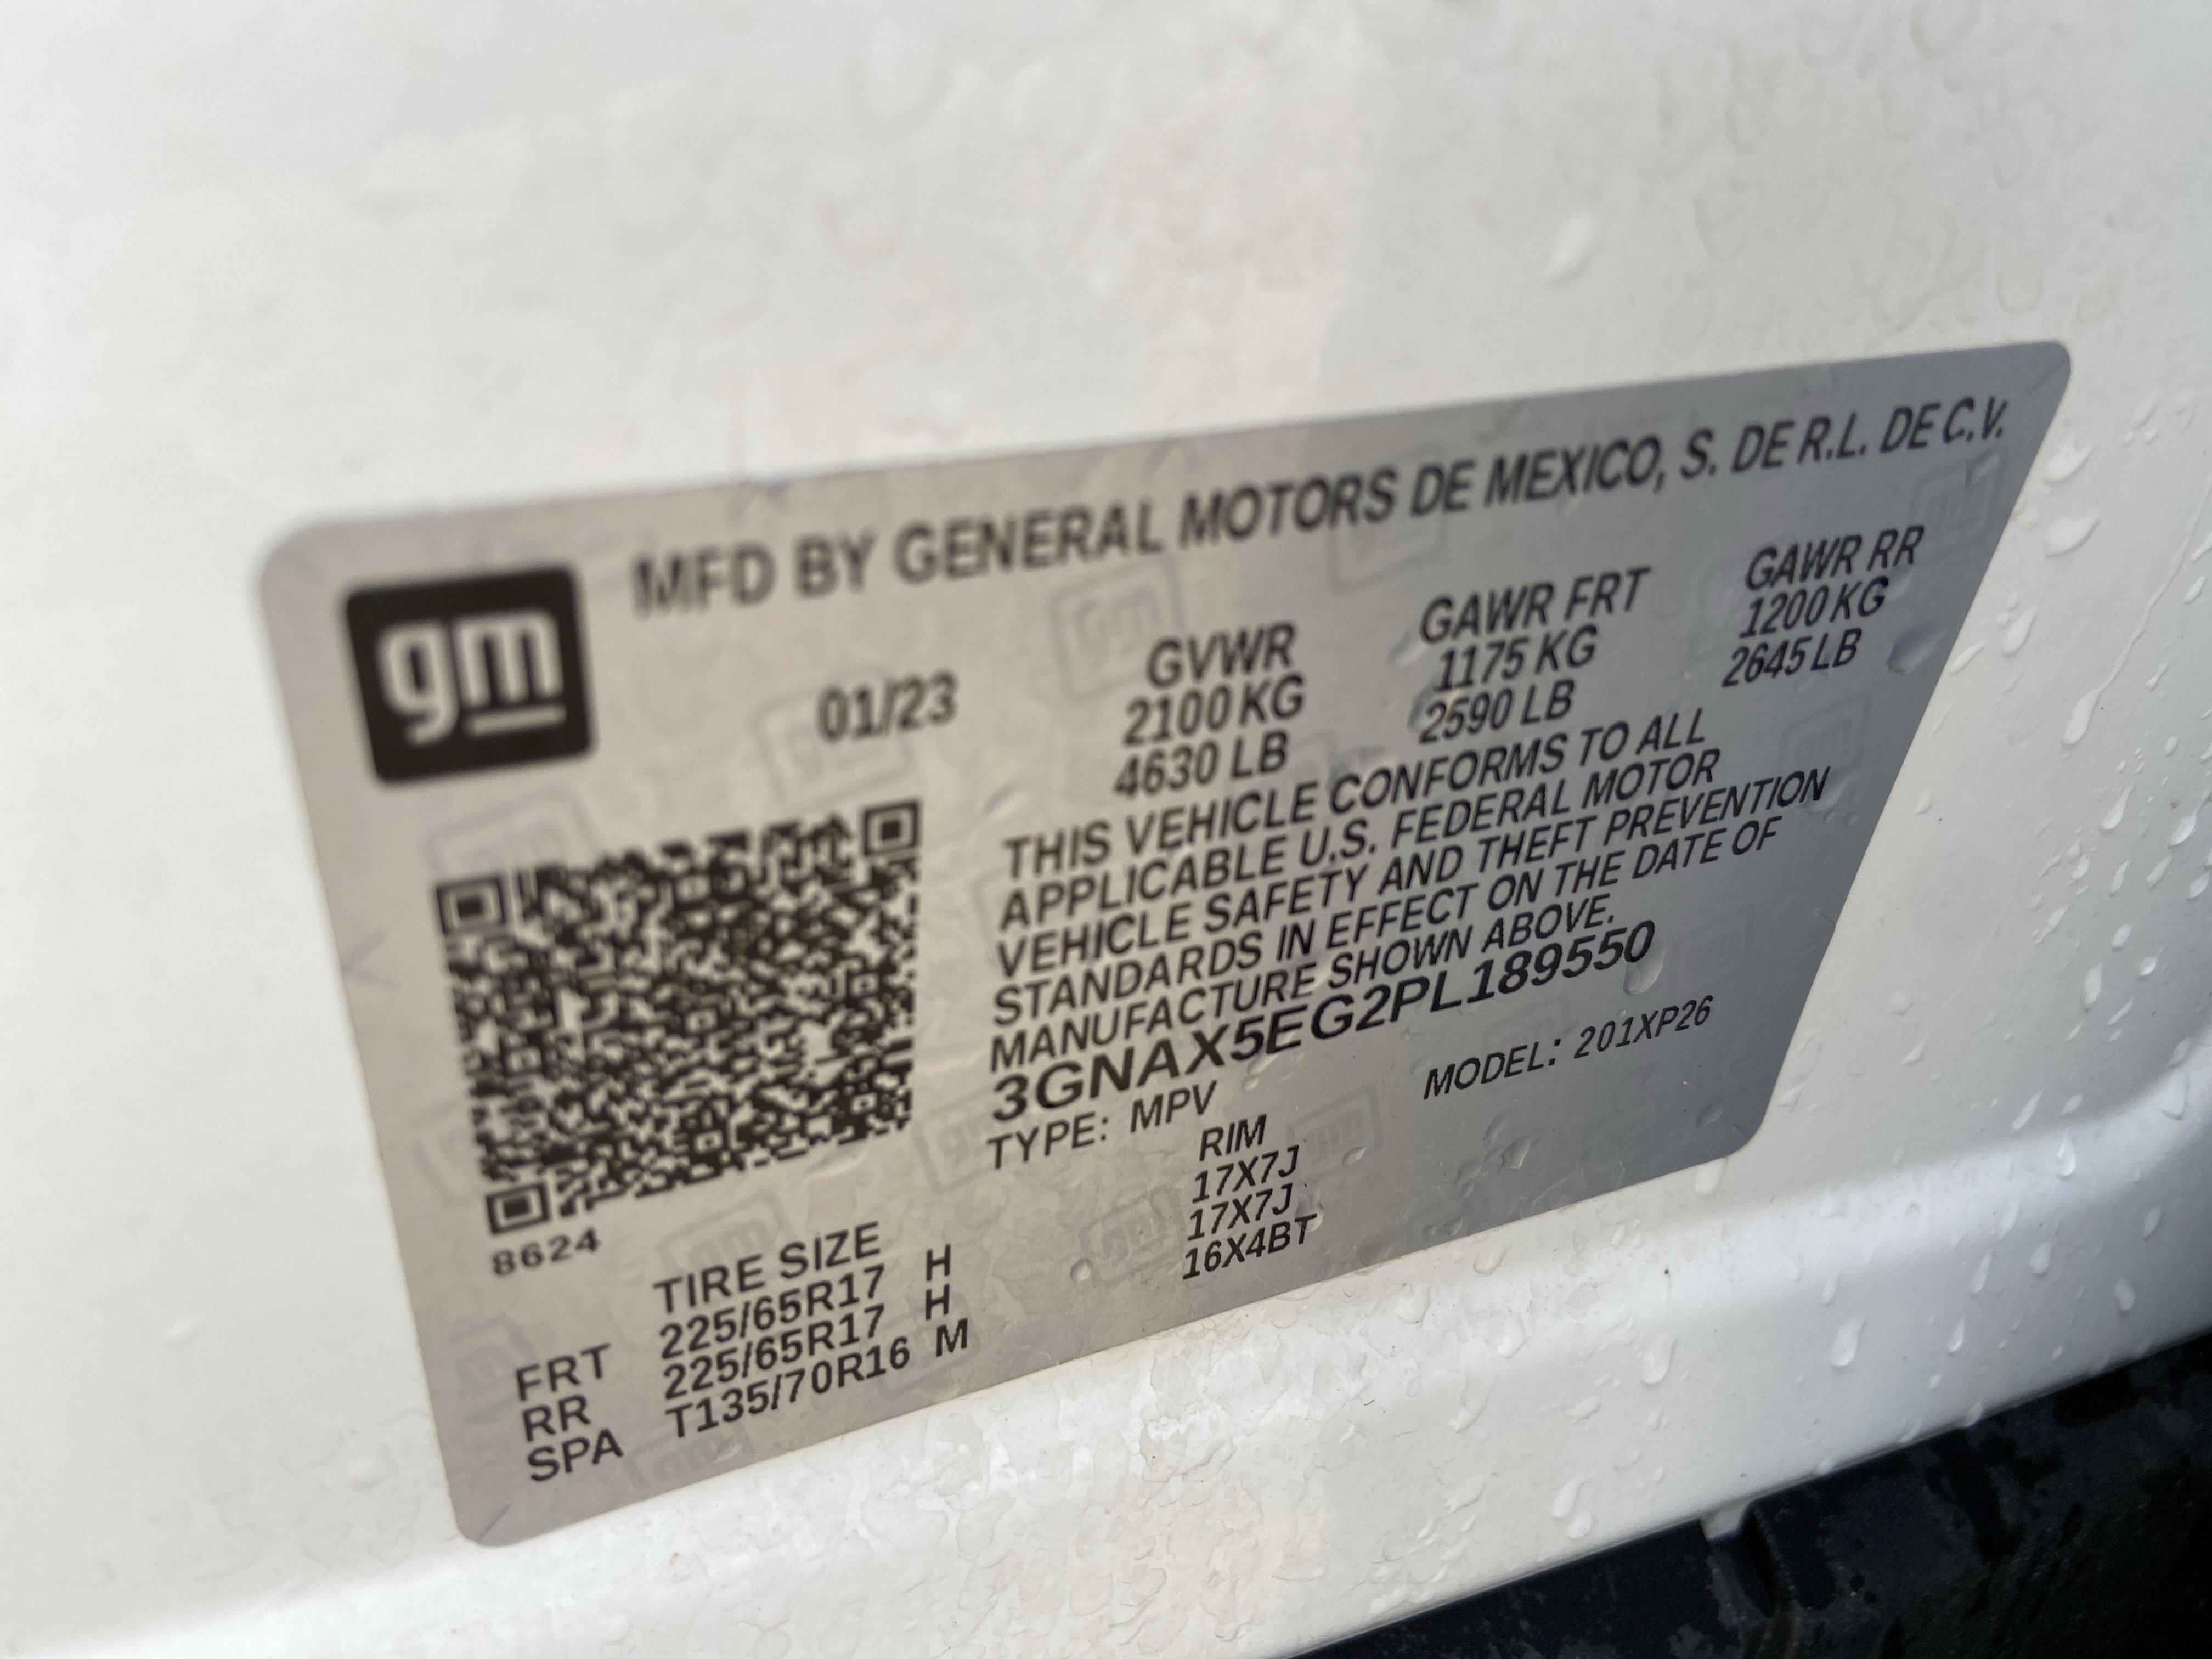 gm
MFD BY GENERAL MOTORS DE MEXICO, S. DE R.L. DE C.V.
01/23
GVWR GAWR FRT GAWR RR
2100 KG 1175 KG 1200 KG
4630 LB 2590 LB 2645 LB
THIS VEHICLE CONFORMS TO ALL
APPLICABLE U.S. FEDERAL MOTOR
VEHICLE SAFETY AND THEFT PREVENTION
STANDARDS IN EFFECT ON THE DATE OF
MANUFACTURE SHOWN ABOVE.
3GNAX5EG2PL189550
TYPE: MPV MODEL: 201XP26
8624
TIRE SIZE RIM
FRT 225/65R17 H 17X7J
RR 225/65R17 H 17X7J
SPA T135/70R16 M 16X4BT